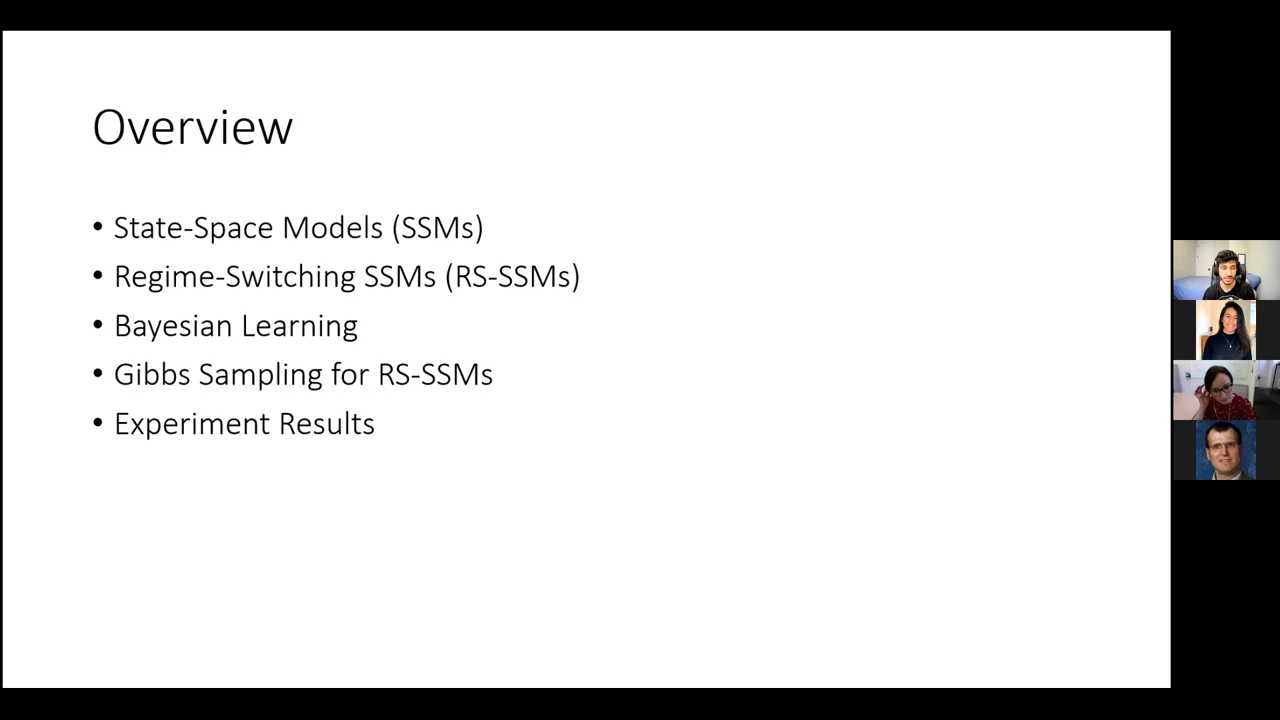 Overview
• State-Space Models (SSMs)
• Regime-Switching SSMs (RS-SSMs)
• Bayesian Learning
• Gibbs Sampling for RS-SSMs
• Experiment Results